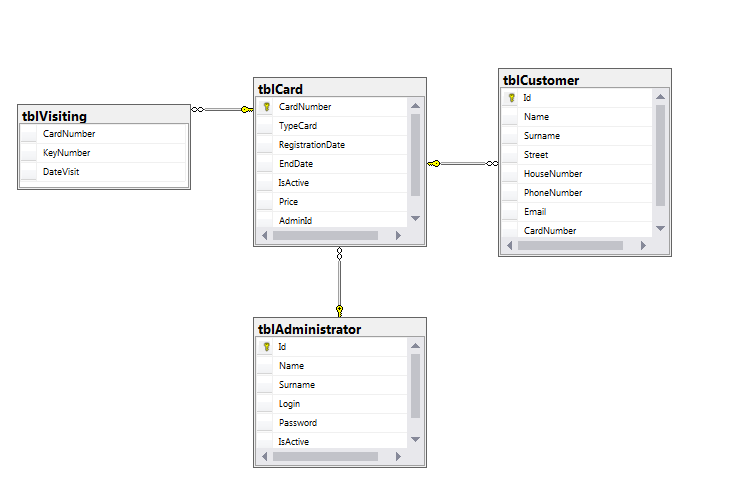 tblVisiting
CardNumber
KeyNumber
DateVisit
tblCard
CardNumber
TypeCard
RegistrationDate
EndDate
IsActive
Price
AdminId
tblCustomer
Id
Name
Surname
Street
HouseNumber
PhoneNumber
Email
CardNumber
tblAdministrator
Id
Name
Surname
Login
Password
IsActive